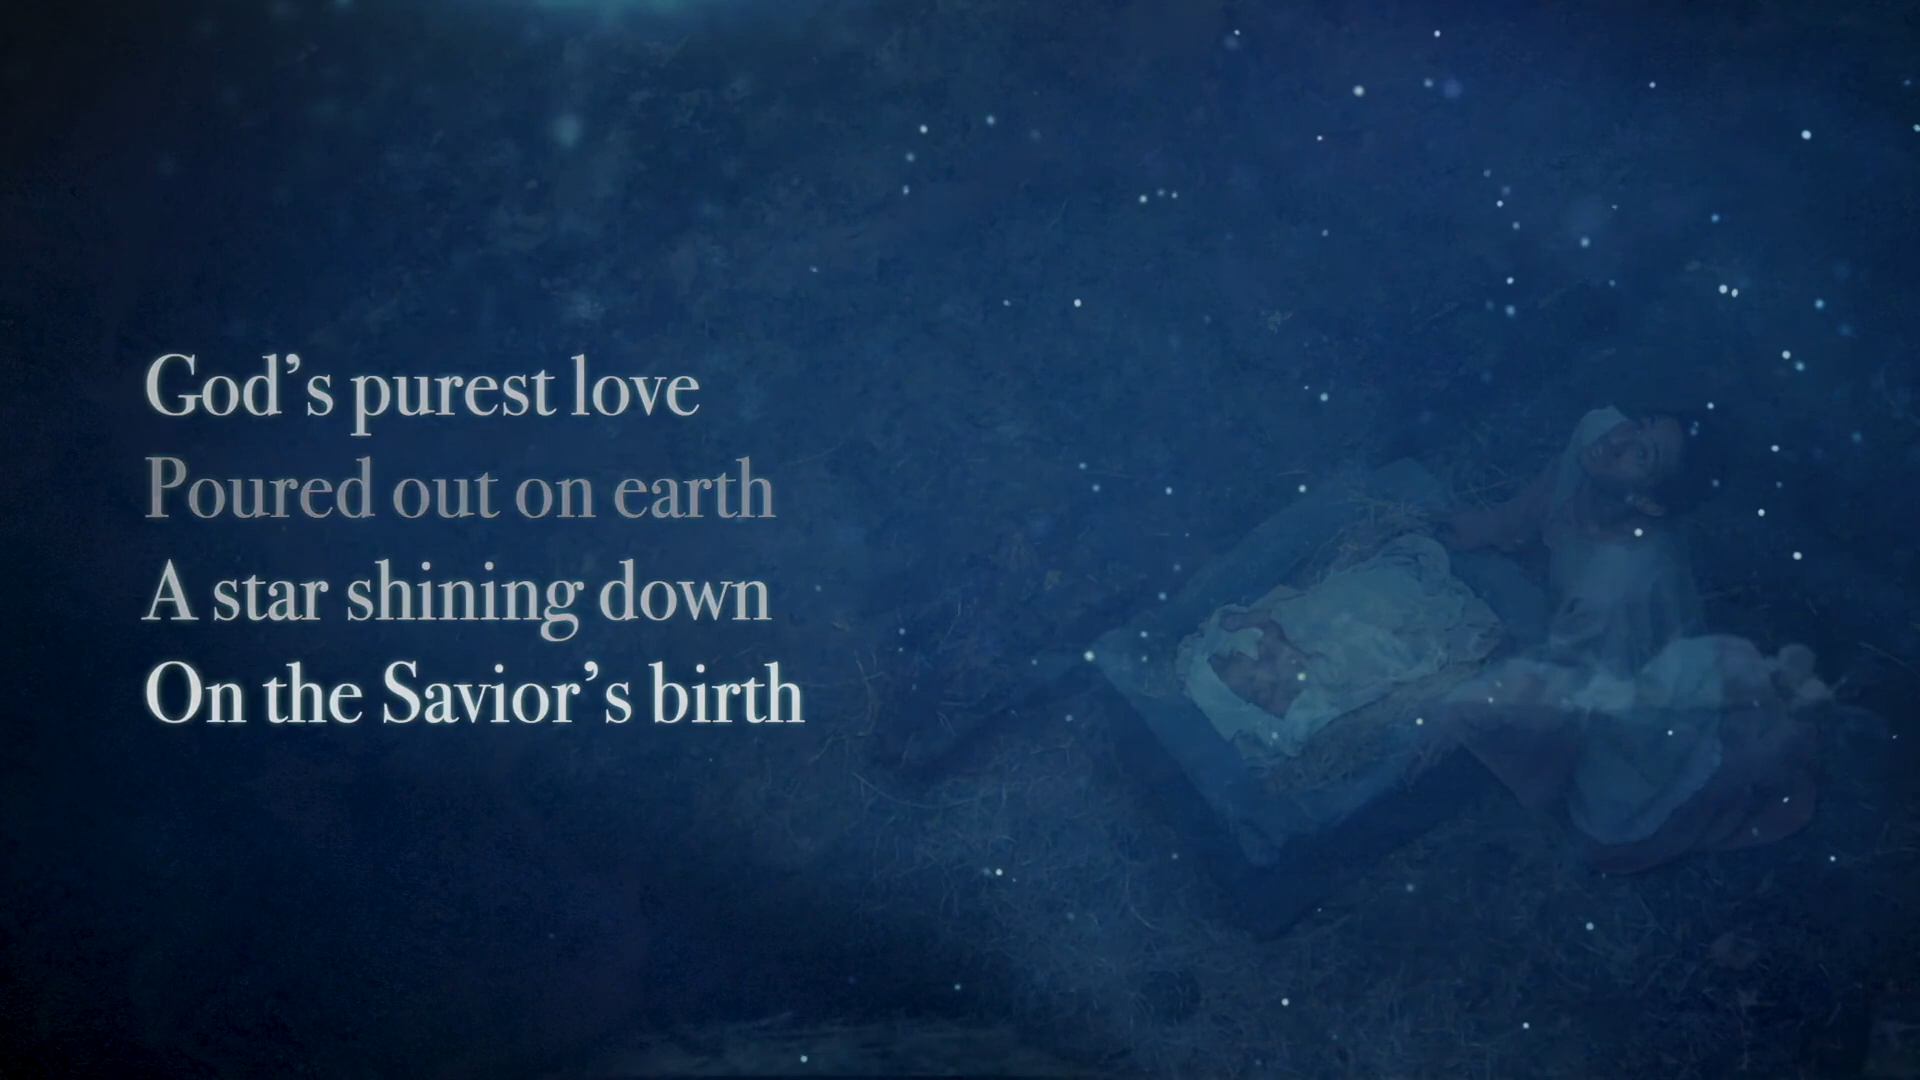 God’s purest love
Poured out on earth
A star shining down
On the Savior’s birth